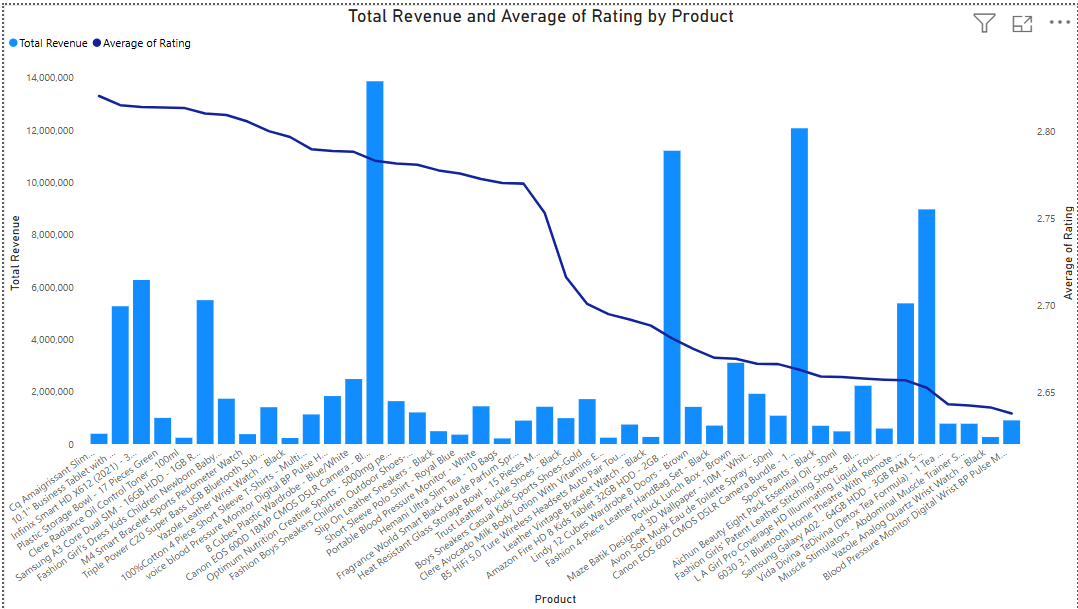 Total Revenue and Average of Rating by Product
Total Revenue Average of Rating
14,000,000
12,000,000
10,000,000
8,000,000
6,000,000
4,000,000
2,000,000
0
Total Revenue
2.80
2.75
2.70
2.65
Average of Rating
Cq Amaigrissant Slim...
10.1'' Business Tablet with ...
Infinix Smart HD X612 (2021) - 3...
Plastic Storage Bowl - 17 Pieces Green
Clere Radiance Oil Control Toner - 100ml
Samsung A3 Core Dual SIM - 16GB HDD - 1GB R...
Fashion Girl's Dress Kids Children Newborn Baby...
M4 Smart Bracelet Sports Pedometer Watch
Triple Power C20 Super Bass USB Bluetooth Sub...
Yazole Leather Wrist Watch - Black
100%Cotton 4 Piece Short Sleeve T-Shirts - Multi...
voice blood Pressure Monitor Digital BP Pulse H...
8 Cubes Plastic Wardrobe - Blue/White
Canon EOS 600D 18MP CMOS DSLR Camera - Bl...
Optimum Nutrition Creatine - 5000mg pe...
Fashion Boys Sneakers Children Outdoor Shoes-...
Slip On Leather Sneakers - Black
Short Sleeve Polo Shirt - Royal Blue
Portable Blood Pressure Monitor - White
Hemani Ultra Slim Tea - 10 Bags
France World Smart Black Eau de Parfum Spr...
Heat Resistant Glass Storage Bowl - 15 Pieces M...
Trust Leather Buckle Shoes - Black
Boys Sneakers Casual Kids Sports Shoes-Gold
Clere Avocado Milk Body Lotion With Vitamins E...
B5 HiFi 5.0 Ture Wireless Headsets Auto Pair Tou...
Leather Vintage Bracelet Watch - Black
Amazon Fire HD 8 Kids Tablet 32GB HDD - 2GB ...
Lindy 12 Cubes Wardrobe 8 Doors - Brown
Fashion 4-Piece Leather HandBag Set - Black
Potluck Lunch Box - Brown
Maze Batik Designed 3D Wallpaper - 10M - Whit...
Avon Soft Musk Eau de Toilette Spray - 50ml
Canon EOS 60D CMOS DSLR Camera Bundle - 1...
Sports Pants - Black
Aichun Beauty Eight Pack Essential Oil - 30ml
Fashion Girls' Patent Leather Stitching Shoes - Bl...
L A Girl Pro Coverage HD Illuminating Liquid Fou...
6030 3.1 Bluetooth Home Theatre With Remote ...
Samsung Galaxy A02 - 64GB HDD - 3GB RAM S...
Vida Divina TeDivina (Detox Tea Formula) - 1 Tea ...
Muscle Stimulators - Abdominal Muscle Trainer S...
Yazole Analog Quartz Wrist Watch - Black
Blood Pressure Monitor Digital Wrist BP Pulse M...
Product